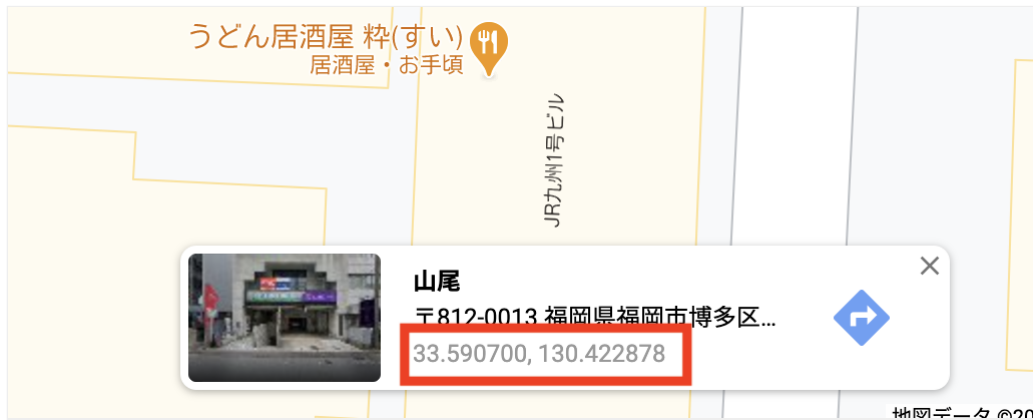 うどん居酒屋 粋(すい)
居酒屋・お手頃
JR九州1号ビル
山尾
〒812-0013 福岡県福岡市博多区...
33.590700, 130.422878
地図データ ©20